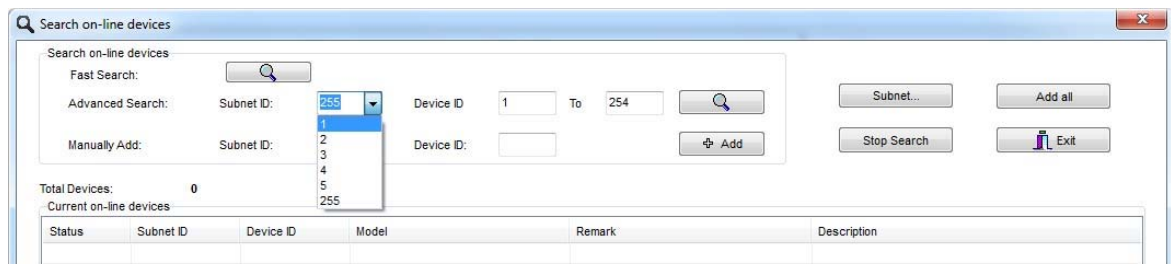 Search on-line devices
Search on-line devices
Fast Search:
Advanced Search: Subnet ID: 255 Device ID 1 To 254 Subnet... Add all
1
Manually Add: Subnet ID: 2 Device ID: Add Stop Search Exit
3
4
Total Devices: 0 5
Current on-line devices 255
Status Subnet ID Device ID Model Remark Description